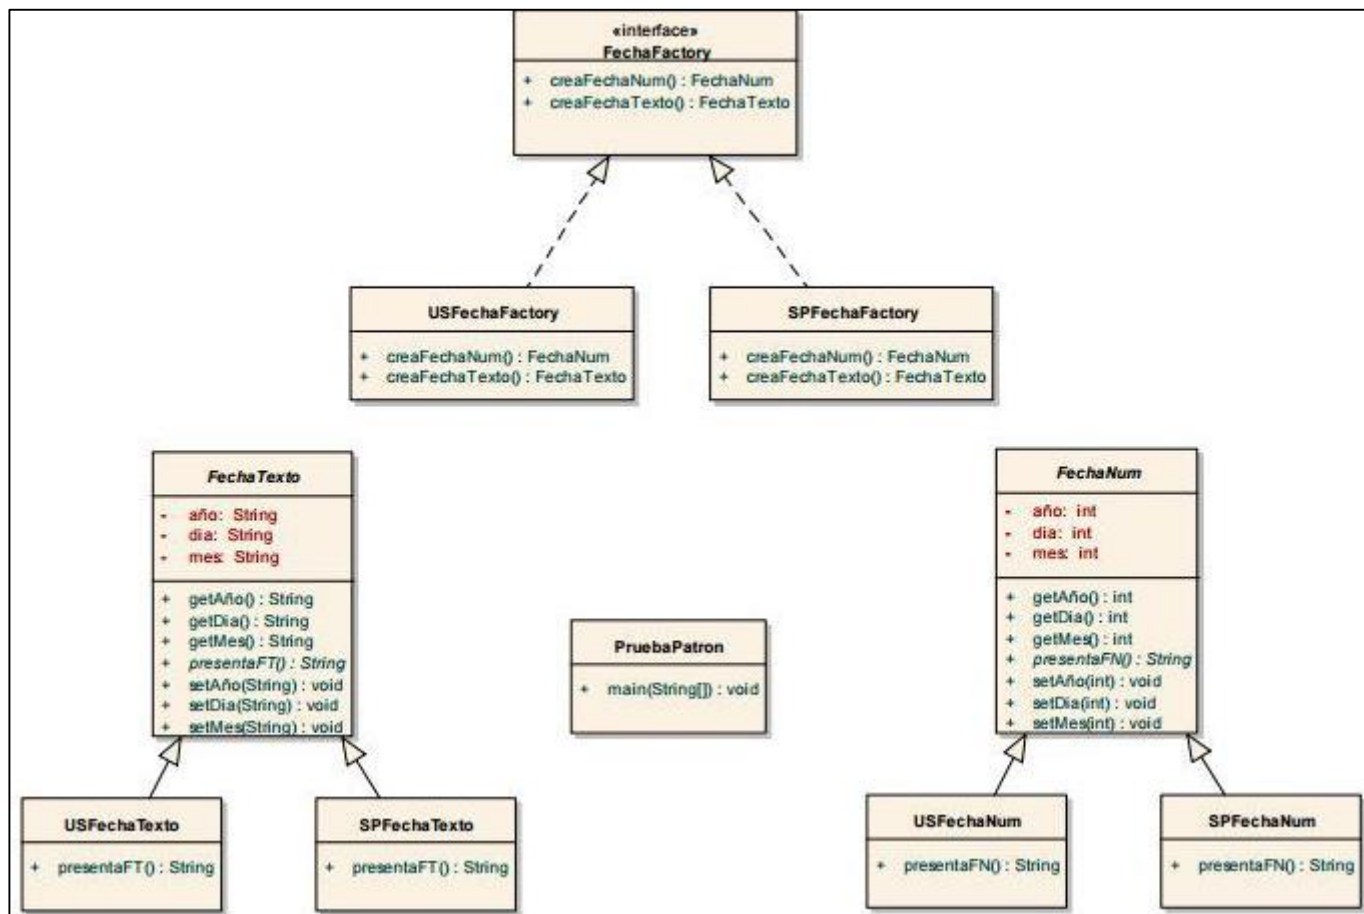 «interface»
FechaFactory
+ creaFechaNum() : FechaNum
+ creaFechaTexto() : FechaTexto
USFechaFactory
+ creaFechaNum() : FechaNum
+ creaFechaTexto() : FechaTexto
SPFechaFactory
+ creaFechaNum() : FechaNum
+ creaFechaTexto() : FechaTexto
FechaTexto
- año: String
- dia: String
- mes: String
+ getAño() : String
+ getDia() : String
+ getMes() : String
+ presentaFT() : String
+ setAño(String) : void
+ setDia(String) : void
+ setMes(String) : void
PruebaPatron
+ main(String[]) : void
FechaNum
- año: int
- dia: int
- mes: int
+ getAño() : int
+ getDia() : int
+ getMes() : int
+ presentaFN() : String
+ setAño(int) : void
+ setDia(int) : void
+ setMes(int) : void
USFechaTexto
+ presentaFT() : String
SPFechaTexto
+ presentaFT() : String
USFechaNum
+ presentaFN() : String
SPFechaNum
+ presentaFN() : String